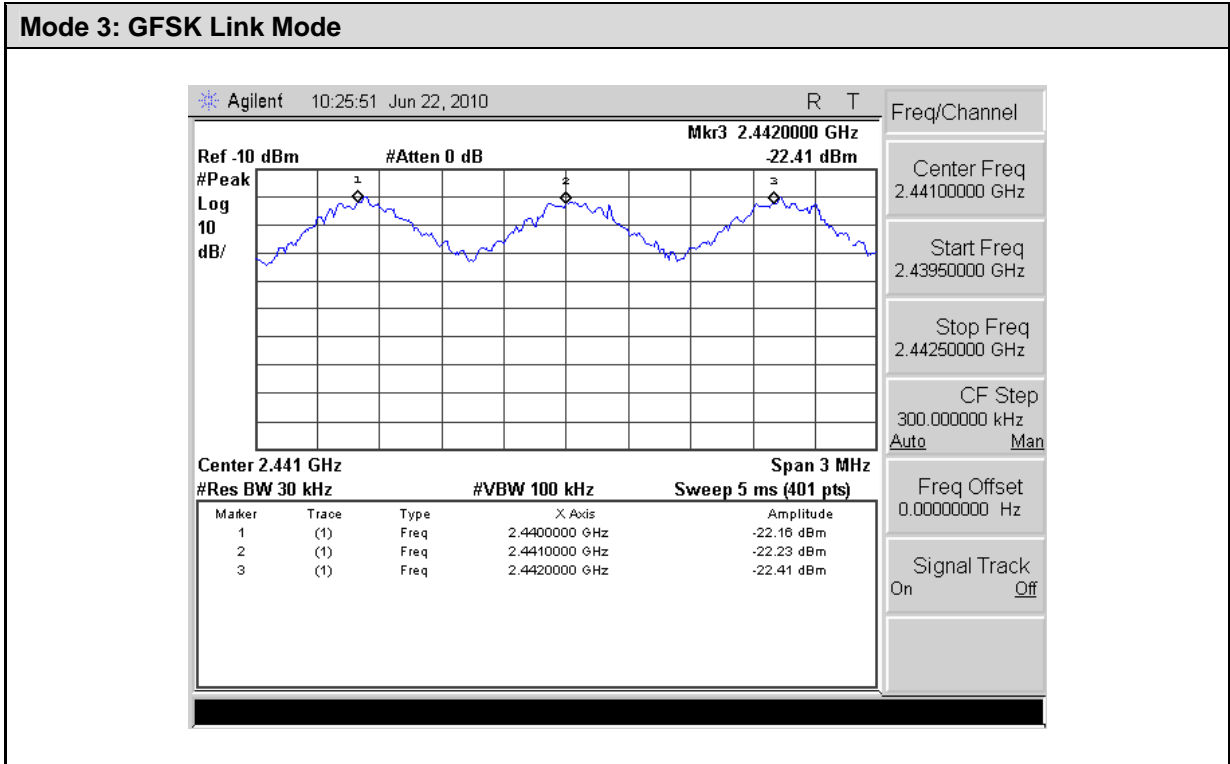 Mode 3: GFSK Link Mode
Agilent 10:25:51 Jun 22, 2010 R T
Mkr3 2.4420000 GHz
Ref -10 dBm #Atten 0 dB -22.41 dBm
#Peak
Log
10
dB/
1 2 3
Center 2.441 GHz Span 3 MHz
#Res BW 30 kHz #VBW 100 kHz Sweep 5 ms (401 pts)
Marker Trace Type X Axis Amplitude
1 (1) Freq 2.4400000 GHz -22.16 dBm
2 (1) Freq 2.4410000 GHz -22.23 dBm
3 (1) Freq 2.4420000 GHz -22.41 dBm
Freq/Channel
Center Freq
2.44100000 GHz
Start Freq
2.43950000 GHz
Stop Freq
2.44250000 GHz
CF Step
300.000000 kHz
Auto Man
Freq Offset
0.00000000 Hz
Signal Track
On Off